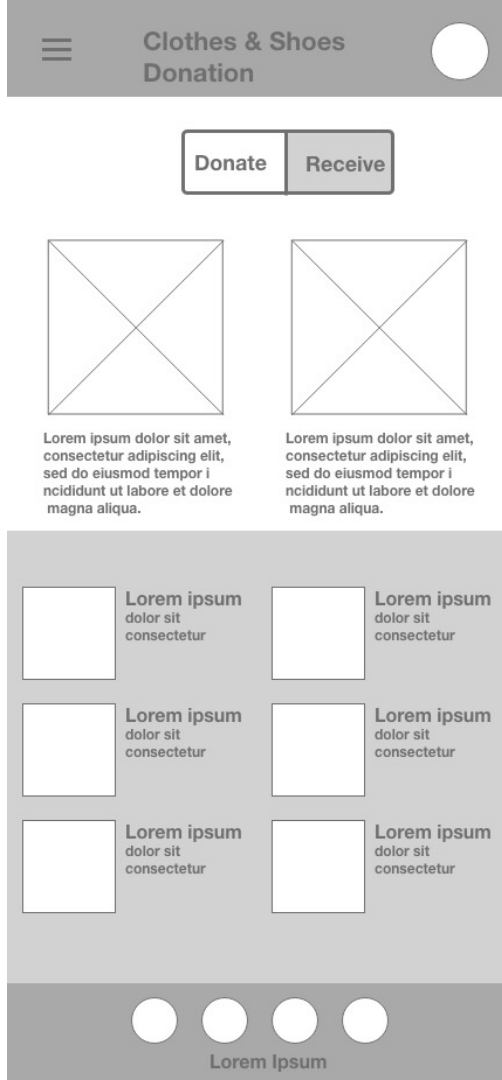 Clothes & Shoes
Donation
Donate
Receive
Lorem ipsum dolor sit amet,
consectetur adipiscing elit,
sed do eiusmod tempor i
ncididunt ut labore et dolore
magna aliqua.
Lorem ipsum dolor sit amet,
consectetur adipiscing elit,
sed do eiusmod tempor i
ncididunt ut labore et dolore
magna aliqua.
Lorem ipsum
dolor sit
consectetur
Lorem ipsum
dolor sit
consectetur
Lorem ipsum
dolor sit
consectetur
Lorem ipsum
dolor sit
consectetur
Lorem ipsum
dolor sit
consectetur
Lorem ipsum
dolor sit
consectetur
Lorem Ipsum